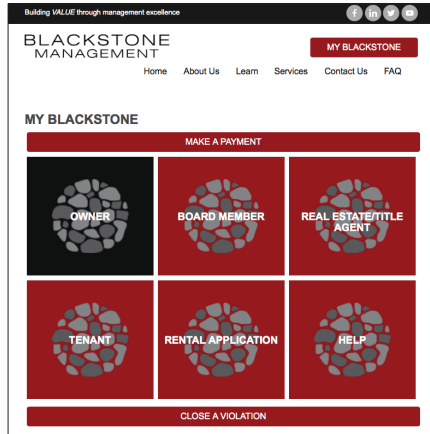 Building VALUE through management excellence
BLACKSTONE
MANAGEMENT
MY BLACKSTONE
Home About Us Learn Services Contact Us FAQ
MY BLACKSTONE
MAKE A PAYMENT
OWNER
BOARD MEMBER
REAL ESTATE/TITLE
AGENT
TENANT
RENTAL APPLICATION
HELP
CLOSE A VIOLATION